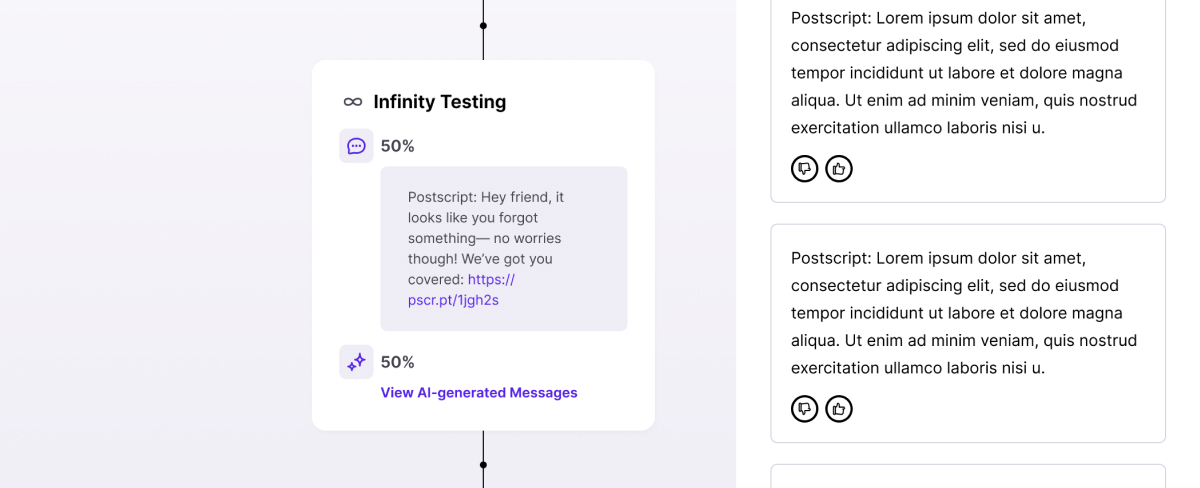 Infinity Testing
50%
Postscript: Hey friend, it
looks like you forgot
something— no worries
though! We’ve got you
covered: https://
pscr.pt/1jgh2s
50%
View AI-generated Messages
Postscript: Lorem ipsum dolor sit amet,
consectetur adipiscing elit, sed do eiusmod
tempor incididunt ut labore et dolore magna
aliqua. Ut enim ad minim veniam, quis nostrud
exercitation ullamco laboris nisi u.
Postscript: Lorem ipsum dolor sit amet,
consectetur adipiscing elit, sed do eiusmod
tempor incididunt ut labore et dolore magna
aliqua. Ut enim ad minim veniam, quis nostrud
exercitation ullamco laboris nisi u.